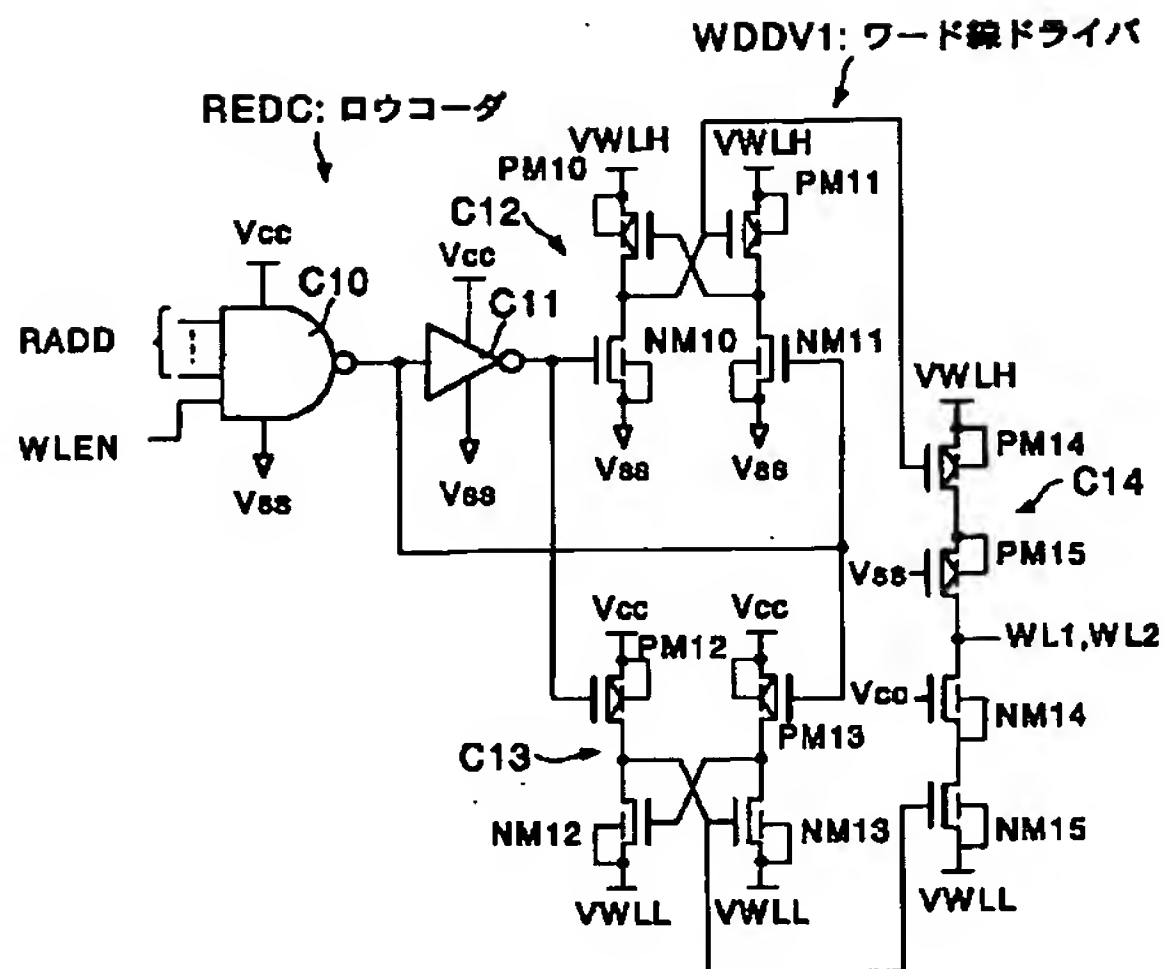 WDDV1: ワード線ドライバ
REDC: ロウコーダ
VWLH VWLH
PM10 PM11
C12
Vcc
Vcc
C10
C11
RADD
NM10 NM11
VWLH
WLEN
PM14
Vss Vss Vss Vss
C14
Vss PM15
Vcc Vcc
PM12
WL1,WL2
Vcc
NM14
PM13
C13
NM12 NM13 NM15
VWLL VWLL VWLL